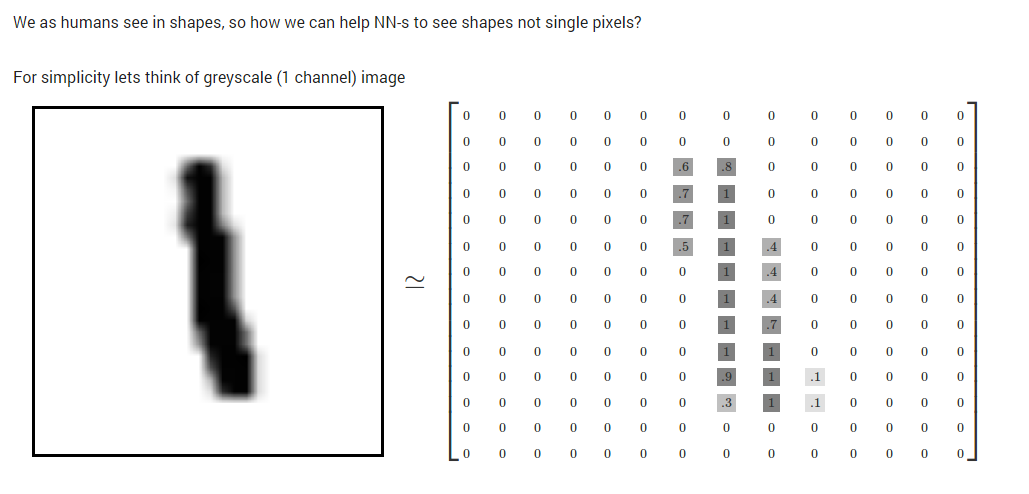 We as humans see in shapes, so how we can help NN-s to see shapes not single pixels?
For simplicity lets think of greyscale (1 channel) image
≃
0 0 0 0 0 0 0 0 0 0 0 0 0 0
0 0 0 0 0 0 0 0 0 0 0 0 0 0
0 0 0 0 0 0 .6 .8 0 0 0 0 0 0
0 0 0 0 0 0 .7 1 0 0 0 0 0 0
0 0 0 0 0 0 .7 1 0 0 0 0 0 0
0 0 0 0 0 0 .5 1 .4 0 0 0 0 0
0 0 0 0 0 0 0 1 .4 0 0 0 0 0
0 0 0 0 0 0 0 1 .4 0 0 0 0 0
0 0 0 0 0 0 0 1 .7 0 0 0 0 0
0 0 0 0 0 0 0 1 1 0 0 0 0 0
0 0 0 0 0 0 0 .9 1 .1 0 0 0 0
0 0 0 0 0 0 0 .3 1 .1 0 0 0 0
0 0 0 0 0 0 0 0 0 0 0 0 0 0
0 0 0 0 0 0 0 0 0 0 0 0 0 0